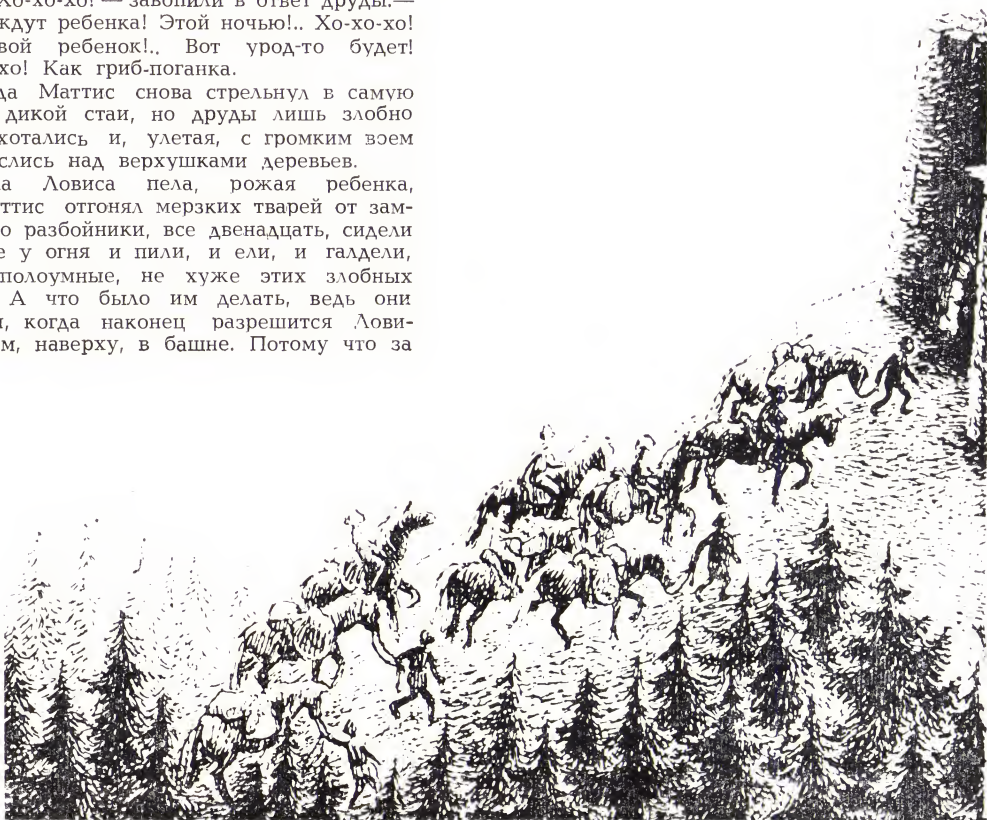 Хо-хо-хо! — завопили в ответ друды.—
ждут ребенка! Этой ночью!.. Хо-хо-хо!
вой ребенок!.. Вот урод-то будет!
хо! Как гриб-поганка.
да Маттис снова стрельнул в самую
дикой стаи, но друды лишь злобно
хотались и, улетая, с громким воем
слись над верхушками деревьев.
а Ловиса пела, рожая ребенка,
ттис отгонял мерзких тварей от зам-
о разбойники, все двенадцать, сидели
е у огня и пили, и ели, и галдели,
полоумные, не хуже этих злобных
А что было им делать, ведь они
и, когда наконец разрешится Лови-
м, наверху, в башне. Потому что за